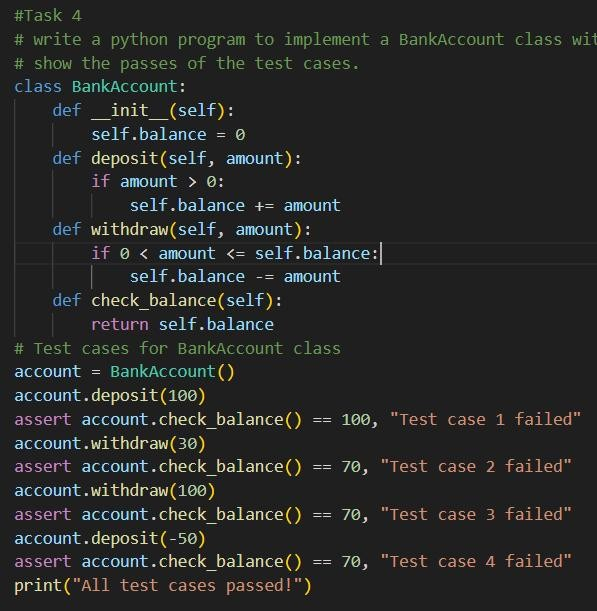 #Task 4
# write a python program to implement a BankAccount class wit
# show the passes of the test cases.
class BankAccount:
    def __init__(self):
        self.balance = 0
    def deposit(self, amount):
        if amount > 0:
            self.balance += amount
    def withdraw(self, amount):
        if 0 < amount <= self.balance:
            self.balance -= amount
    def check_balance(self):
        return self.balance
# Test cases for BankAccount class
account = BankAccount()
account.deposit(100)
assert account.check_balance() == 100, "Test case 1 failed"
account.withdraw(30)
assert account.check_balance() == 70, "Test case 2 failed"
account.withdraw(100)
assert account.check_balance() == 70, "Test case 3 failed"
account.deposit(-50)
assert account.check_balance() == 70, "Test case 4 failed"
print("All test cases passed!")